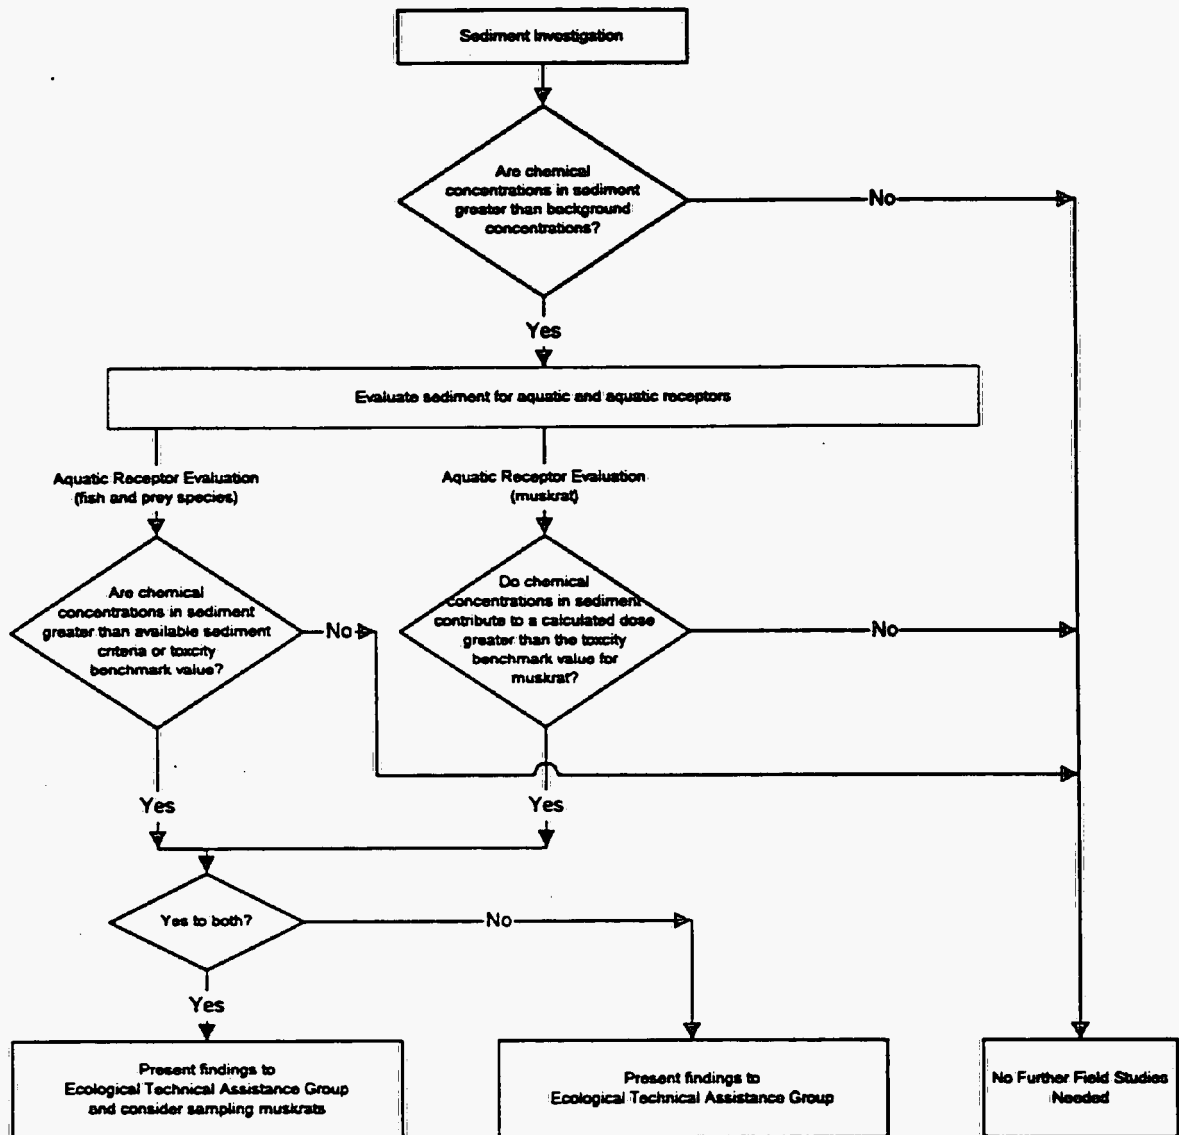 Sediment Investigation
Are chemical
concentrations in sediment
greater than background
concentrations?
No
Yes
Evaluate sediment for aquatic and aquatic receptors
Aquatic Receptor Evaluation
(fish and prey species)
Aquatic Receptor Evaluation
(muskrat)
Are chemical
concentrations in sediment
greater than available sediment
criteria or toxcity
benchmark value?
No
Do chemical
concentrations in sediment
contribute to a calculated dose
greater than the toxcity
benchmark value for
muskrat?
No
Yes
Yes
Yes to both?
No
Yes
Present findings to
Ecological Technical Assistance Group
and consider sampling muskrats
Present findings to
Ecological Technical Assistance Group
No Further Field Studies
Needed